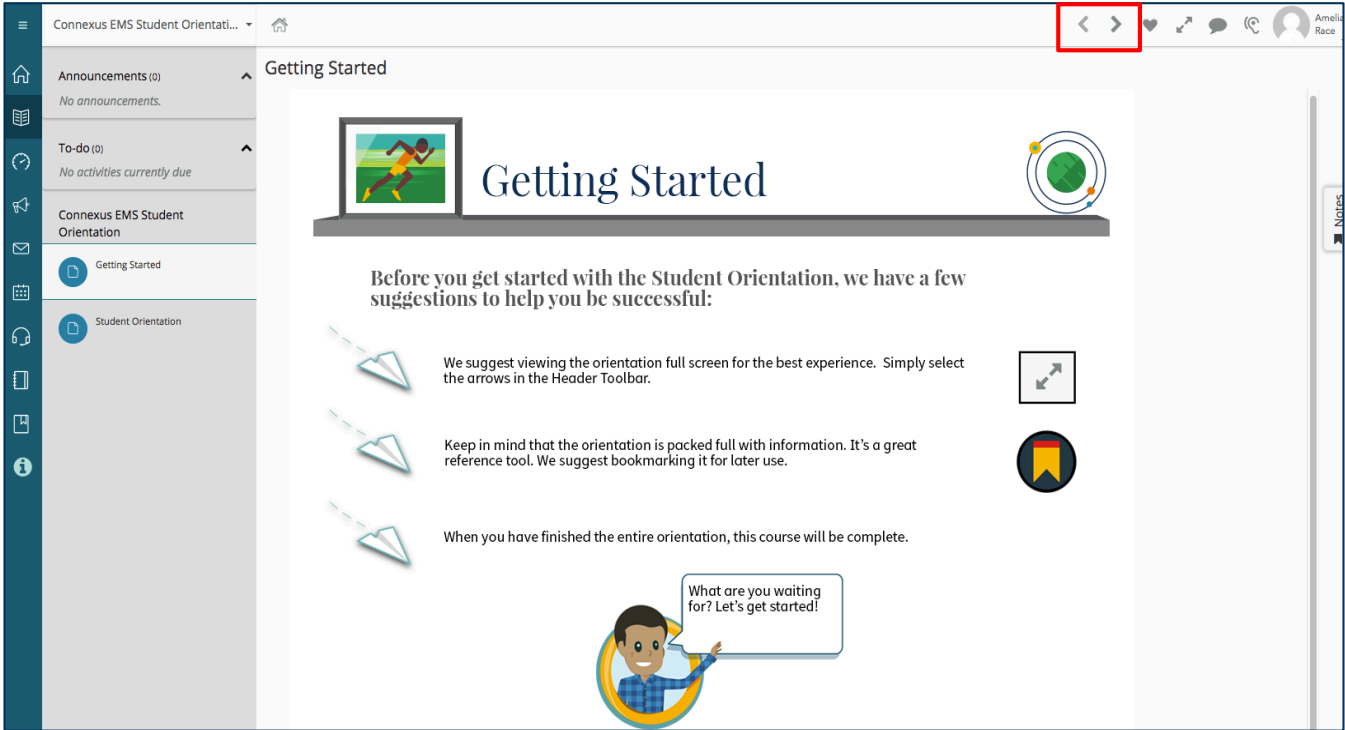 Connexus EMS Student Orientati...
Amelia
Race
Announcements (0)
No announcements.
To-do (0)
No activities currently due
Connexus EMS Student
Orientation
Getting Started
Student Orientation
Getting Started
Getting Started
Before you get started with the Student Orientation, we have a few
suggestions to help you be successful:
We suggest viewing the orientation full screen for the best experience. Simply select
the arrows in the Header Toolbar.
Keep in mind that the orientation is packed full with information. It's a great
reference tool. We suggest bookmarking it for later use.
When you have finished the entire orientation, this course will be complete.
What are you waiting
for? Let's get started!
Notes